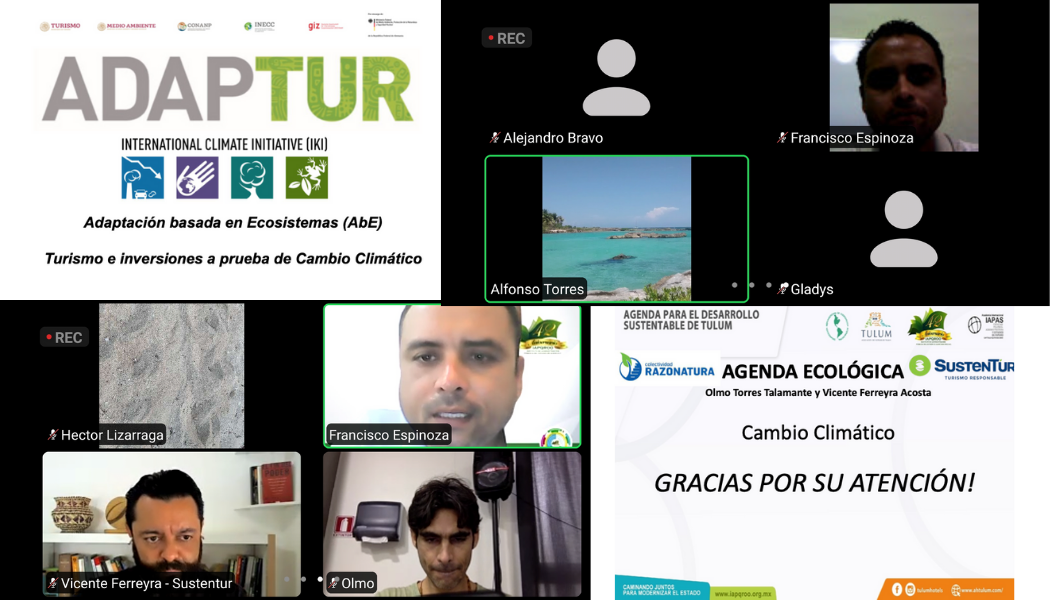 TURISMO
MEDIO AMBIENTE
CONANP
INECC
giz
ADAPTUR
INTERNATIONAL CLIMATE INITIATIVE (IKI)
Adaptación basada en Ecosistemas (AbE)
Turismo e inversiones a prueba de Cambio Climático
REC
Alejandro Bravo
Francisco Espinoza
Alfonso Torres
Gladys
REC
Hector Lizarraga
Francisco Espinoza
Vicente Ferreyra - Sustentur
Olmo
AGENDA PARA EL DESARROLLO
SUSTENTABLE DE TULUM
TULUM
IAPAS
RAZONATURA
AGENDA ECOLÓGICA
SUSTENTUR
TURISMO RESPONSABLE
Olmo Torres Talamante y Vicente Ferreyra Acosta
Cambio Climático
GRACIAS POR SU ATENCIÓN!
CAMINANDO JUNTOS
PARA MODERNIZAR EL ESTADO
www.iapqroo.org.mx